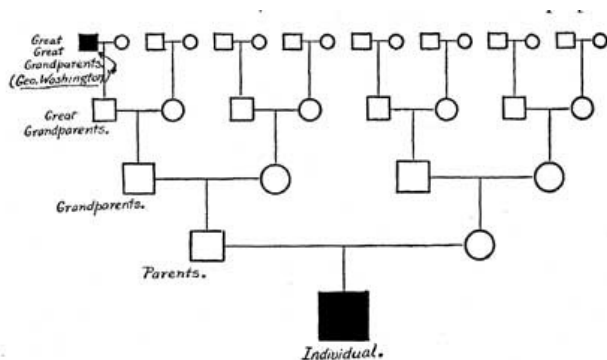 Great
Great
Grandparents.
(Geo. Washington)
Great
Grandparents.
Grandparents.
Parents.
Individual.